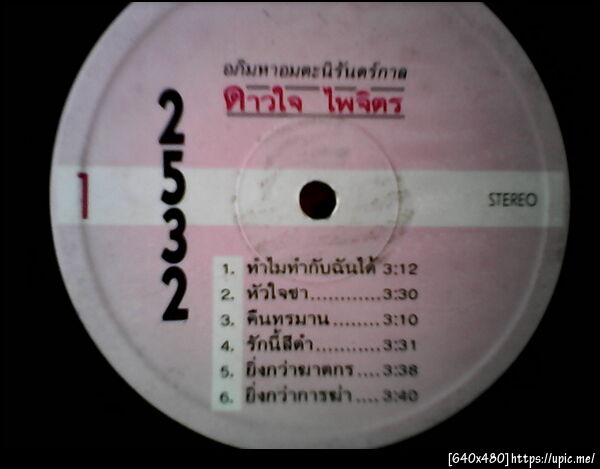 อภิมหาอมตะนิรันดร์กาล
ดาวใจ ไพจิตร
2532
1
STEREO
1. ทำไมทำกับฉันได้ 3:12
2. หัวใจชา............3:30
3. คืนทรมาน........3:10
4. รักนี้สีดำ...........3:31
5. ยิ่งกว่าฆาตกร....3:38
6. ยิ่งกว่าการฆ่า....3:40
[640x480]https://upic.me/